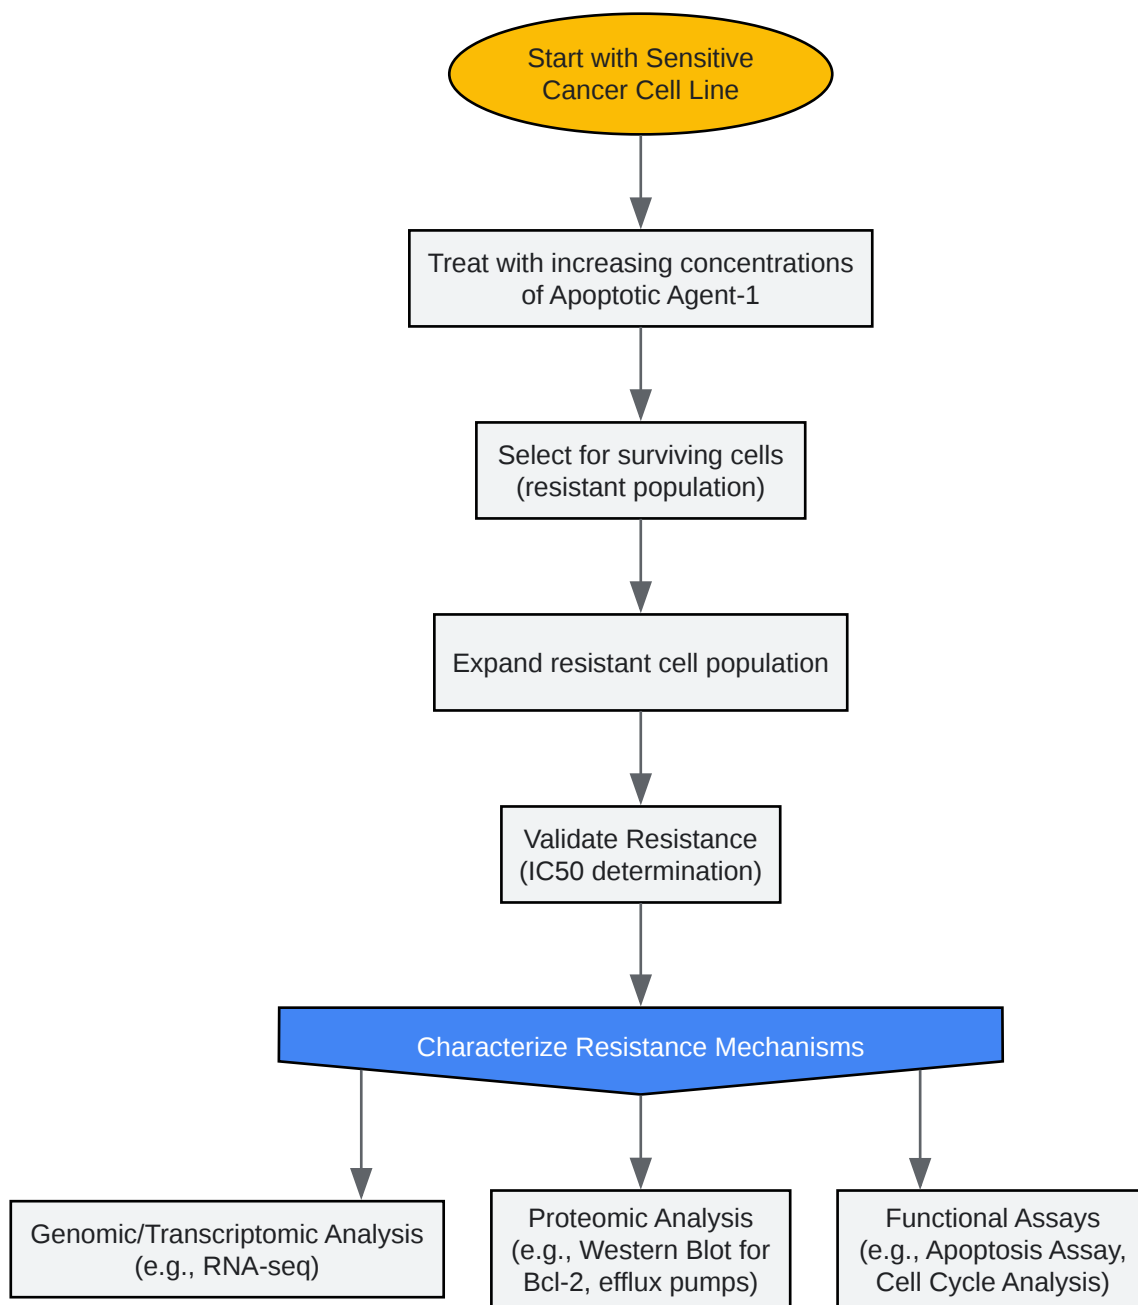 Start with Sensitive
Cancer Cell Line
Treat with increasing concentrations
of Apoptotic Agent-1
Select for surviving cells
(resistant population)
Expand resistant cell population
Validate Resistance
(IC50 determination)
Characterize Resistance Mechanisms
Genomic/Transcriptomic Analysis
(e.g., RNA-seq)
Proteomic Analysis
(e.g., Western Blot for
Bcl-2, efflux pumps)
Functional Assays
(e.g., Apoptosis Assay,
Cell Cycle Analysis)